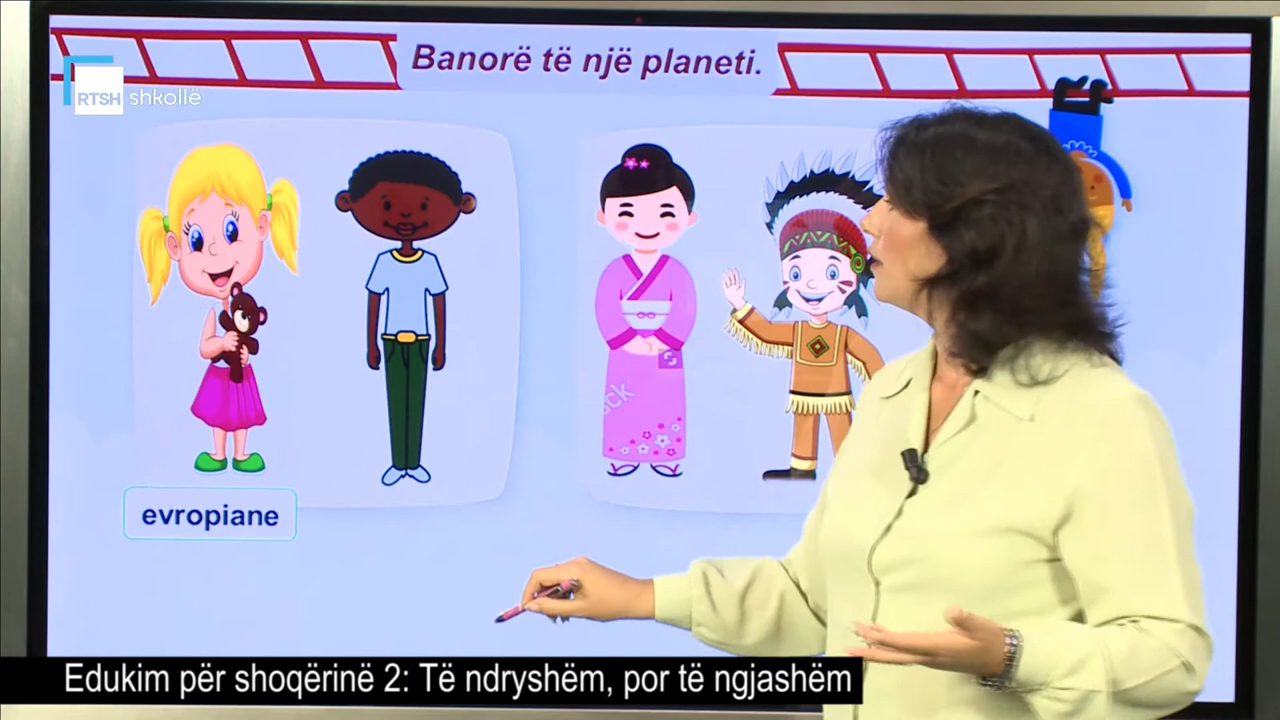 Banorë të një planeti.
RTSH shkollë
evropiane
Edukim për shoqërinë 2: Të ndryshëm, por të ngjashëm